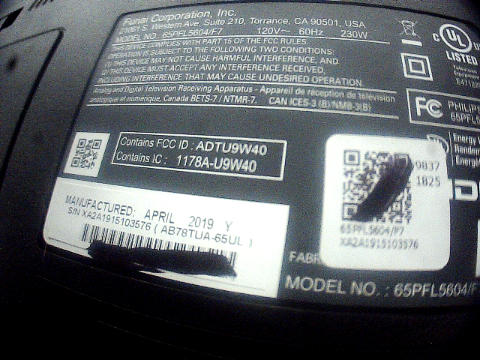 Funai Corporation, Inc.
S. Western Ave. Suite 210, Torrance, CA 90501, USA
MODEL NO. 65PFL5604/F7 120V~ 60Hz 230W
THIS DEVICE COMPLIES WITH PART 15 OF THE FCC RULES.
OPERATION IS SUBJECT TO THE FOLLOWING TWO CONDITIONS:
(1) THIS DEVICE MAY NOT CAUSE HARMFUL INTERFERENCE, AND
(2) THIS DEVICE MUST ACCEPT ANY INTERFERENCE RECEIVED,
INCLUDING INTERFERENCE THAT MAY CAUSE UNDESIRED OPERATION.
Analog and Digital Television Receiving Apparatus - Appareil de réception de télévision
analogique et numérique, Canada BETS-7 / NTMR-7. CAN ICES-3 (B)/NMB-3(B)
UL
LISTED
FC
PHILIPS
65PFL5604
Energy
Contains FCC ID : ADTU9W40
Contains IC : 1178A-U9W40
9837
1825
65PFL5604/F7
XA2A1915103576
MANUFACTURED: APRIL 2019 Y
S/N XA2A1915103576 ( AB78TUA-65UL )
MODEL NO. : 65PFL5604/F